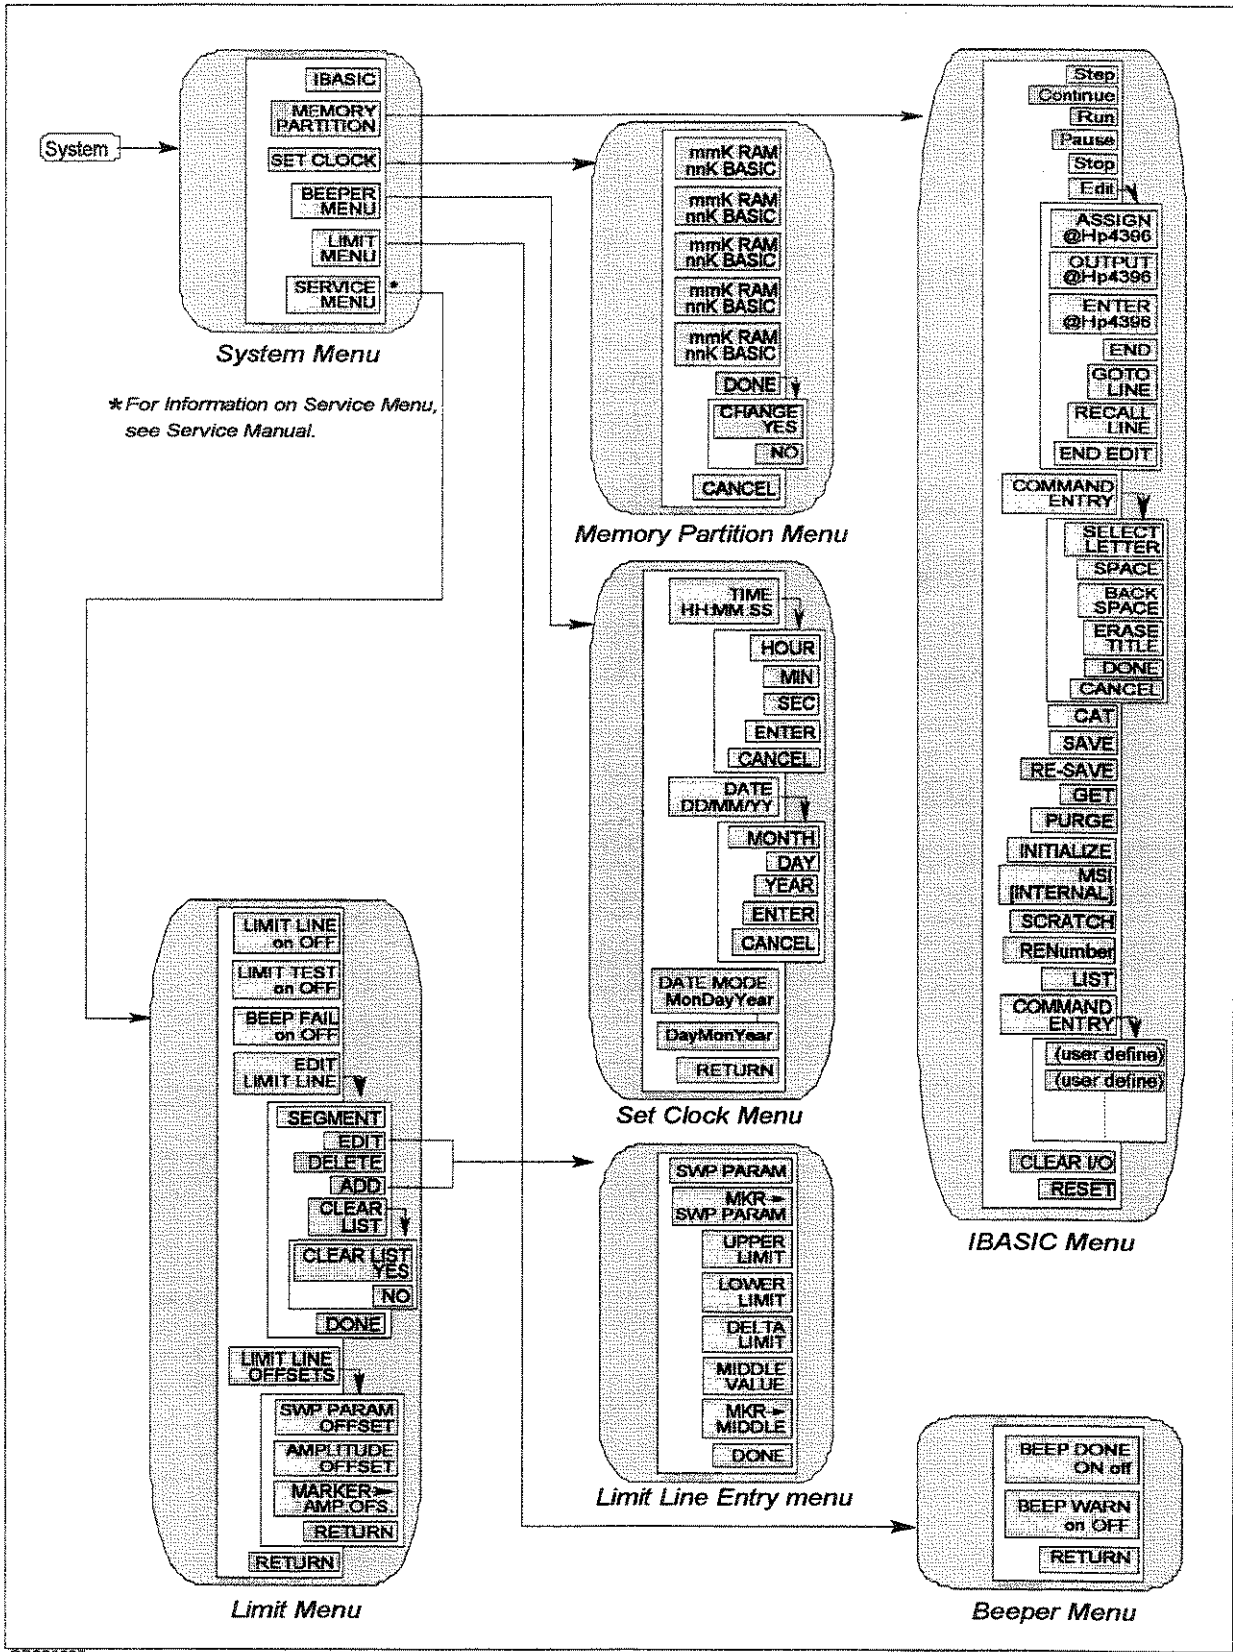 System
IBASIC
MEMORY
PARTITION
SET CLOCK
BEEPER
MENU
LIMIT
MENU
SERVICE
MENU
*
System Menu
*For Information on Service Menu,
see Service Manual.
mmK RAM
nnK BASIC
mmK RAM
nnK BASIC
mmK RAM
nnK BASIC
mmK RAM
nnK BASIC
mmK RAM
nnK BASIC
DONE
CHANGE
YES
NO
CANCEL
Memory Partition Menu
TIME
HH:MM:SS
HOUR
MIN
SEC
ENTER
CANCEL
DATE
DD/MM/YY
MONTH
DAY
YEAR
ENTER
CANCEL
DATE MODE
MonDayYear
DayMonYear
RETURN
Set Clock Menu
Step
Continue
Run
Pause
Stop
Edit
ASSIGN
@Hp4396
OUTPUT
@Hp4396
ENTER
@Hp4396
END
GOTO
LINE
RECALL
LINE
END EDIT
COMMAND
ENTRY
SELECT
LETTER
SPACE
BACK
SPACE
ERASE
TITLE
DONE
CANCEL
CAT
SAVE
RE-SAVE
GET
PURGE
INITIALIZE
MSI
[INTERNAL]
SCRATCH
RENumber
LIST
COMMAND
ENTRY
(user define)
(user define)
CLEAR I/O
RESET
IBASIC Menu
LIMIT LINE
on OFF
LIMIT TEST
on OFF
BEEP FAIL
on OFF
EDIT
LIMIT LINE
SEGMENT
EDIT
DELETE
ADD
CLEAR
LIST
CLEAR LIST
YES
NO
DONE
LIMIT LINE
OFFSETS
SWP PARAM
OFFSET
AMPLITUDE
OFFSET
MARKER→
AMP.OFS.
RETURN
RETURN
Limit Menu
SWP PARAM
MKR→
SWP PARAM
UPPER
LIMIT
LOWER
LIMIT
DELTA
LIMIT
MIDDLE
VALUE
MKR→
MIDDLE
DONE
Limit Line Entry menu
BEEP DONE
ON off
BEEP WARN
on OFF
RETURN
Beeper Menu